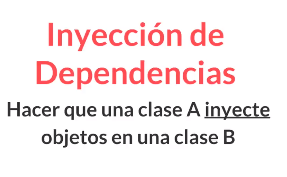 Inyección de
Dependencias
Hacer que una clase A inyecte
objetos en una clase B